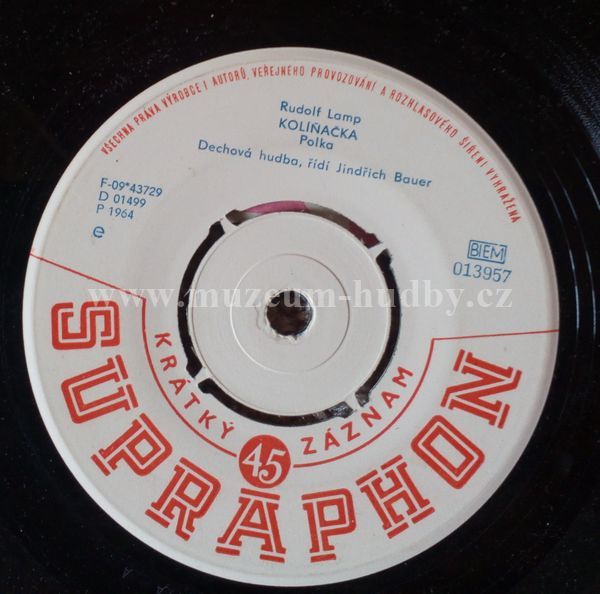 VŠECHNA PRÁVA VÝROBCE I AUTORŮ, VEŘEJNÉHO PROVOZOVÁNÍ A ROZHLASOVÉHO ŠÍŘENÍ VYHRAŽENA
Rudolf Lamp
KOLÍŇAČKA
Polka
Dechová hudba, řídí Jindřich Bauer
F-09*43729
D 01499
P 1964
e
BIEM
013957
www.muzeum-hudby.cz
KRÁTKÝ 45 ZÁZNAM
SUPRAPHON